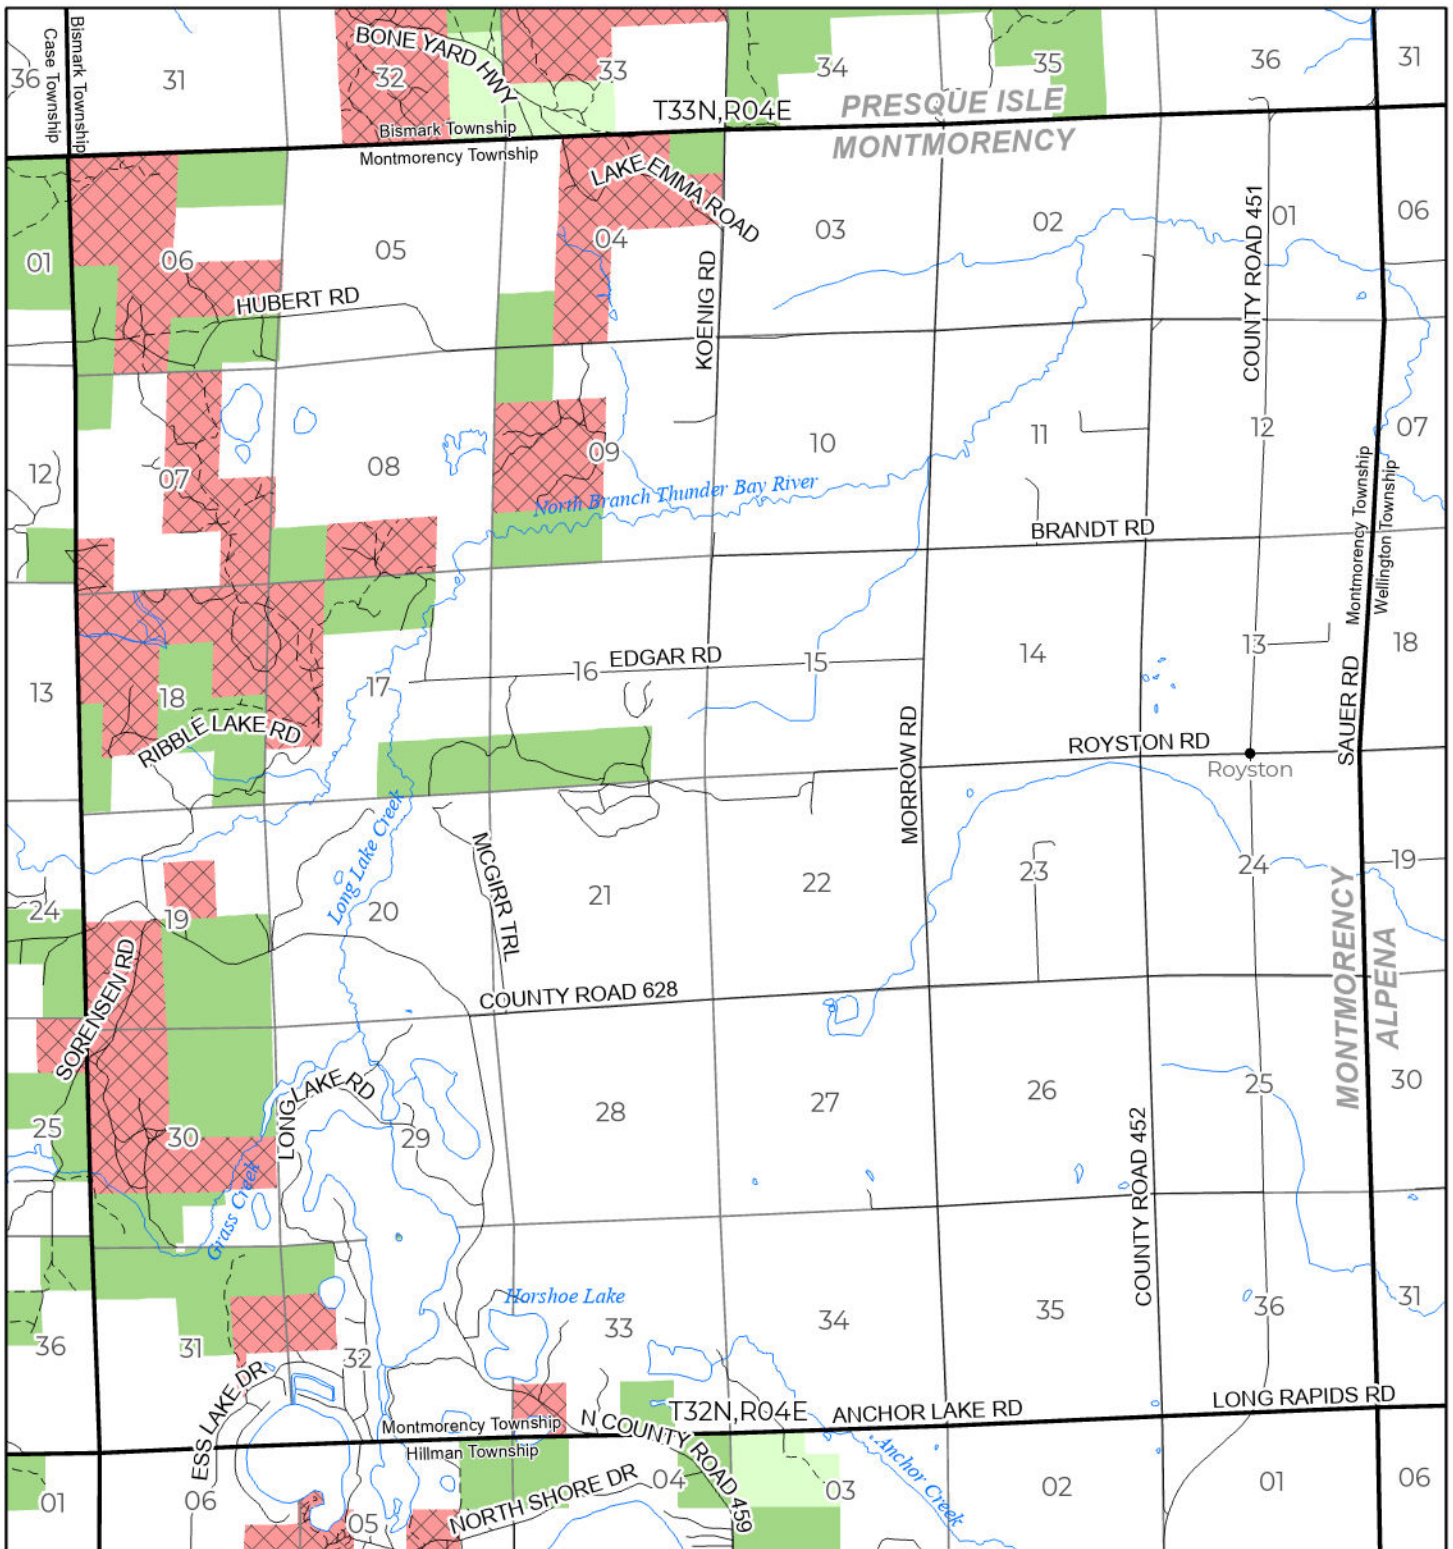 Case Township
Bismark Township
36
31
BONE YARD HWY
32
33
34
35
36
31
T33N,R04E
PRESQUE ISLE
Bismark Township
Montmorency Township
MONTMORENCY
LAKE EMMA ROAD
01
06
05
04
03
02
COUNTY ROAD 451
01
06
HUBERT RD
KOENIG RD
12
07
08
09
10
11
12
07
North Branch Thunder Bay River
BRANDT RD
Montmorency Township
Wellington Township
13
18
17
16
EDGAR RD
15
14
13
18
RIBBLE LAKE RD
MORROW RD
ROYSTON RD
Royston
SAUER RD
Long Lake Creek
MCGIRR TRL
24
19
20
21
22
23
24
19
SORENSEN RD
COUNTY ROAD 628
MONTMORENCY
ALPENA
LONG LAKE RD
25
30
29
28
27
26
25
30
Grass Creek
COUNTY ROAD 452
Horshoe Lake
36
31
32
33
34
35
36
31
ESS LAKE DR
Montmorency Township
Hillman Township
N COUNTY ROAD 459
T32N,R04E
ANCHOR LAKE RD
LONG RAPIDS RD
Anchor Creek
NORTH SHORE DR
01
06
05
04
03
02
01
06